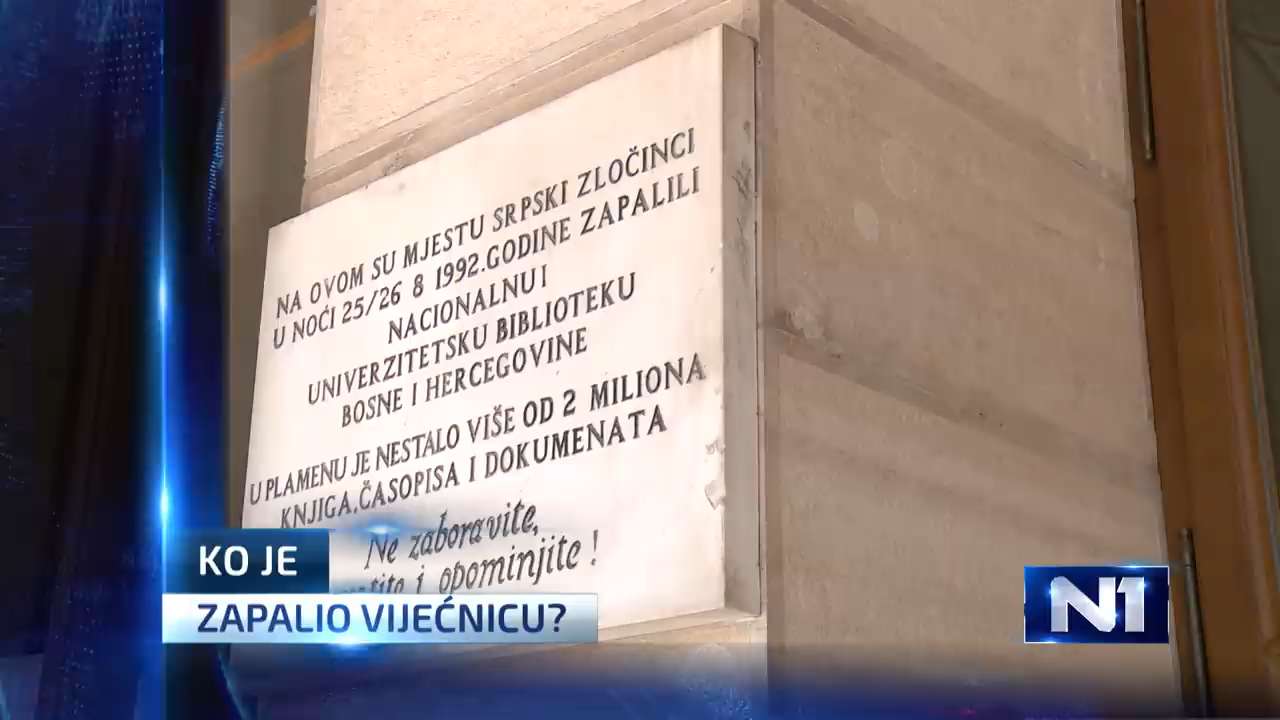 NA OVOM SU MJESTU SRPSKI ZLOČINCI
U NOĆI 25/26 8 1992.GODINE ZAPALILI
NACIONALNU I
UNIVERZITETSKU BIBLIOTEKU
BOSNE I HERCEGOVINE
U PLAMENU JE NESTALO VIŠE OD 2 MILIONA
KNJIGA, ČASOPISA I DOKUMENATA
Ne zaboravite,
i opominjite !
KO JE
ZAPALIO VIJEĆNICU?
N1